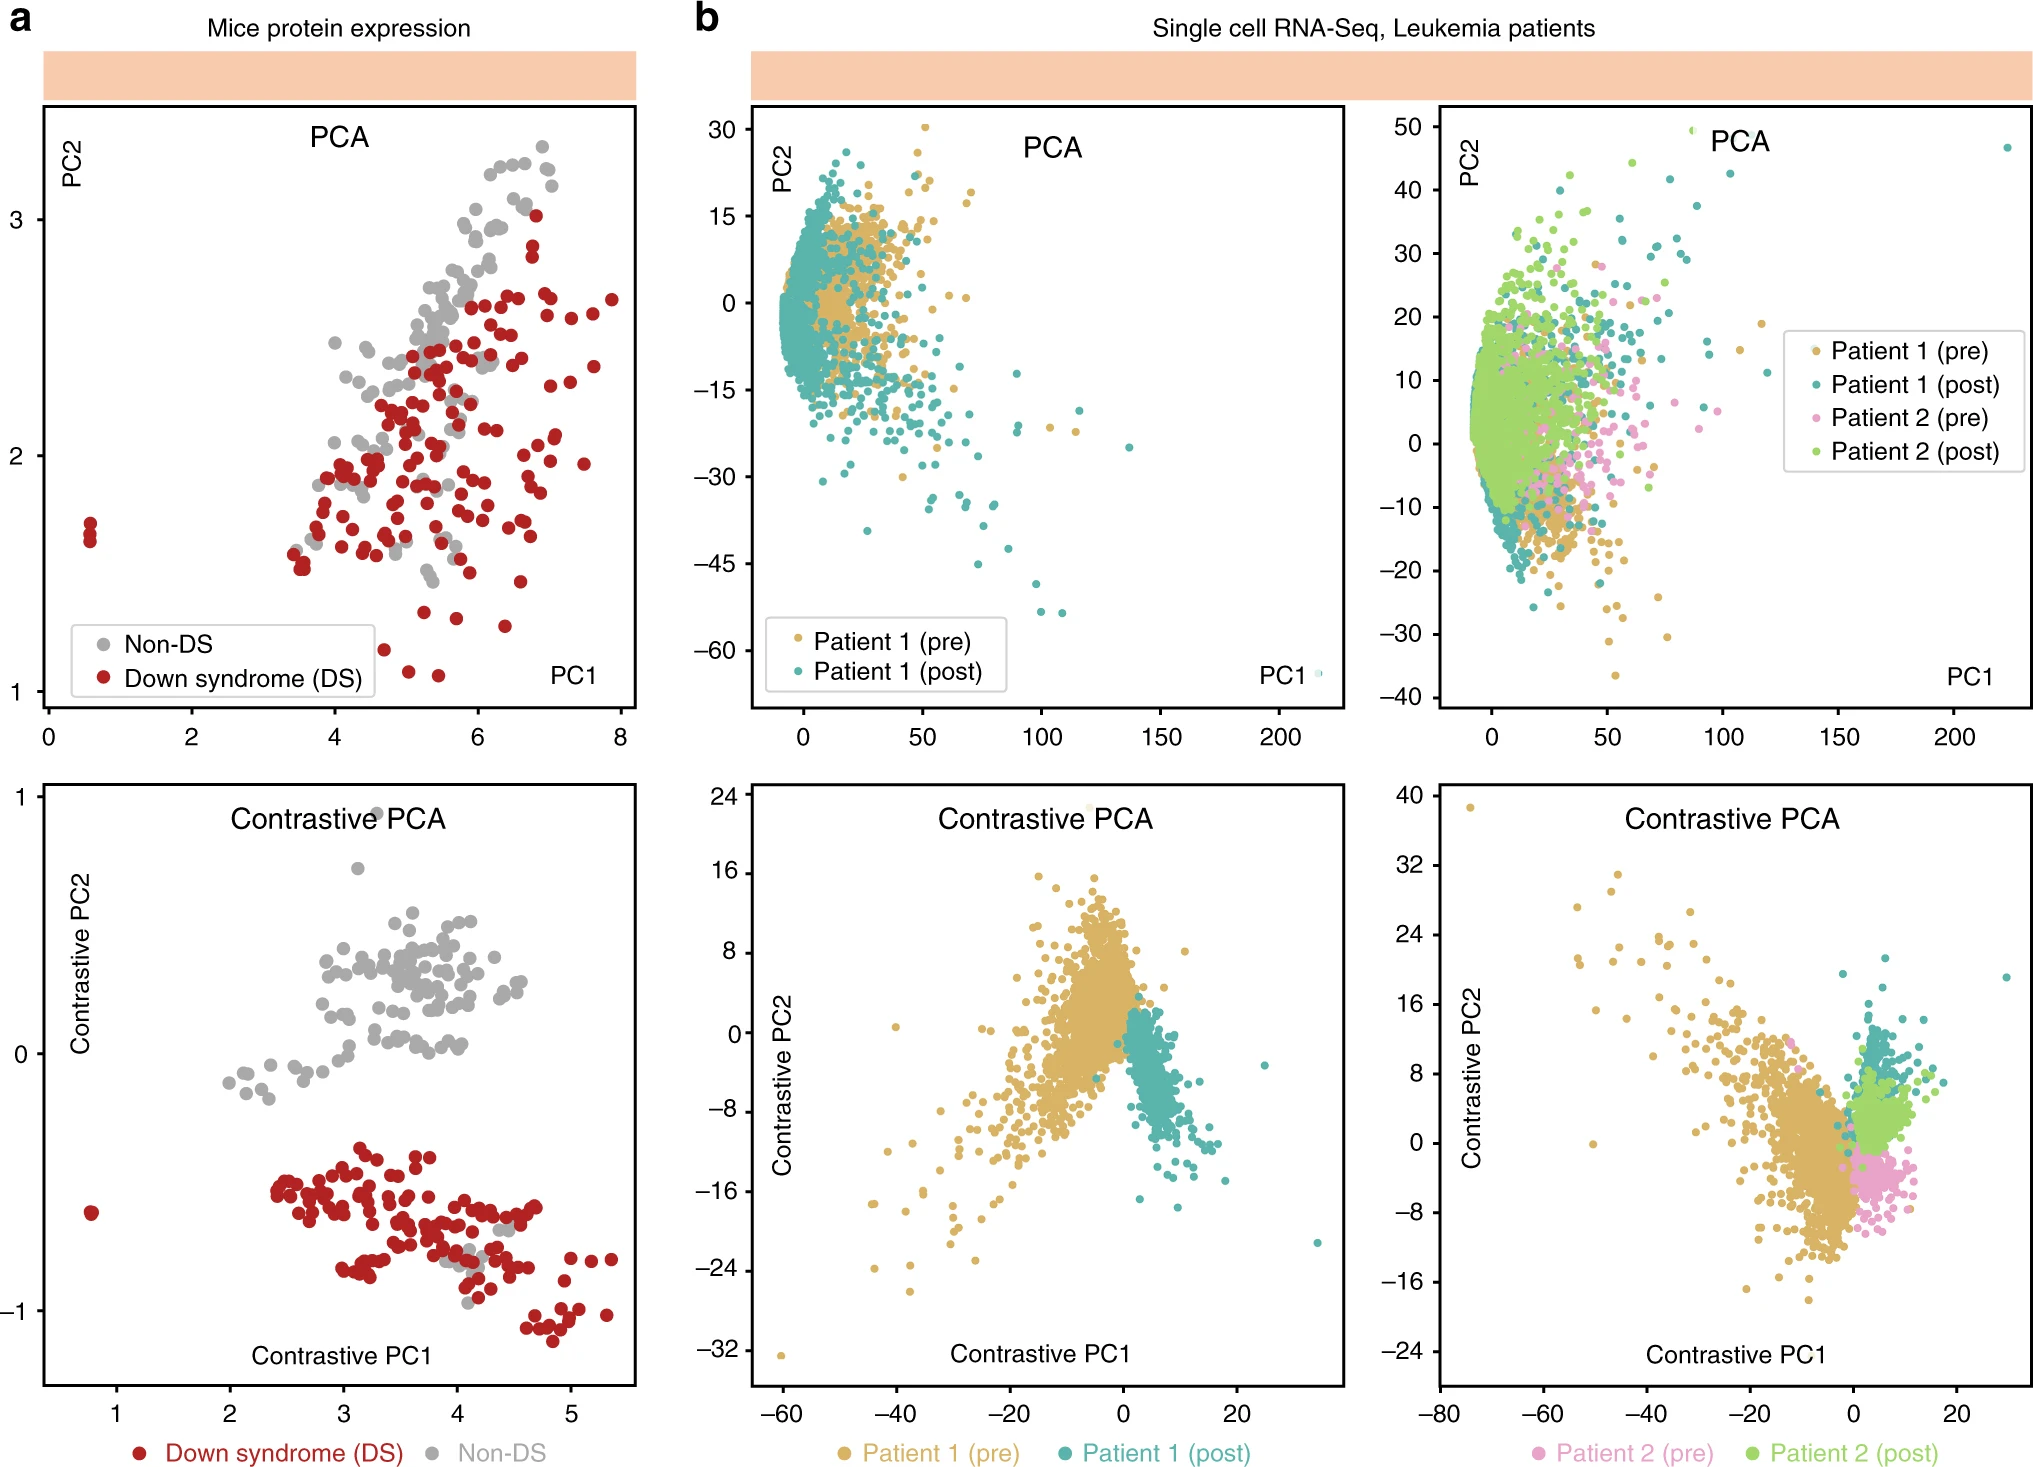 a
Mice protein expression
b
Single cell RNA-Seq, Leukemia patients
PC2
PCA
3
2
1
Non-DS
Down syndrome (DS)
PC1
0 2 4 6 8
PC2
PCA
30
15
0
−15
−30
−45
−60
Patient 1 (pre)
Patient 1 (post)
PC1
0 50 100 150 200
PC2
PCA
50
40
30
20
10
0
−10
−20
−30
−40
Patient 1 (pre)
Patient 1 (post)
Patient 2 (pre)
Patient 2 (post)
PC1
0 50 100 150 200
Contrastive PCA
Contrastive PC2
1
0
−1
Contrastive PC1
1 2 3 4 5
Down syndrome (DS) Non-DS
Contrastive PCA
Contrastive PC2
24
16
8
0
−8
−16
−24
−32
Contrastive PC1
−60 −40 −20 0 20
Patient 1 (pre) Patient 1 (post)
Contrastive PCA
Contrastive PC2
40
32
24
16
8
0
−8
−16
−24
Contrastive PC1
−80 −60 −40 −20 0 20
Patient 2 (pre) Patient 2 (post)